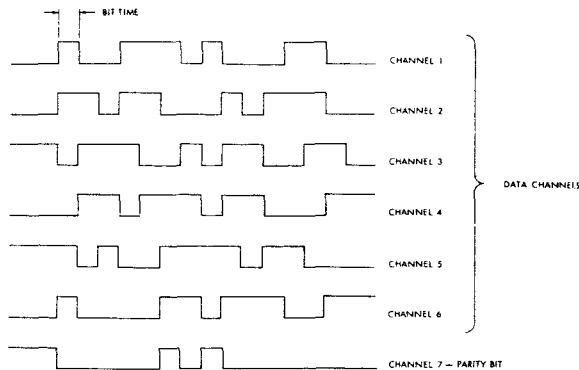 BIT TIME
CHANNEL 1
CHANNEL 2
CHANNEL 3
CHANNEL 4
DATA CHANNELS
CHANNEL 5
CHANNEL 6
CHANNEL 7 — PARITY BIT